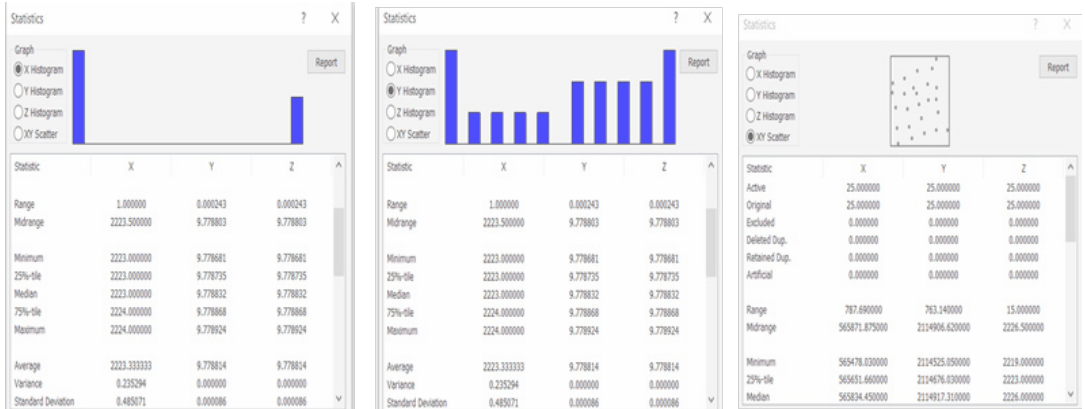 Statistics ? X
Graph
X Histogram
Y Histogram
Z Histogram
XY Scatter
Report
Statistic X Y Z
Range 1.000000 0.000243 0.000243
Midrange 2223.500000 9.778803 9.778803
Minimum 2223.000000 9.778681 9.778681
25%-tile 2223.000000 9.778735 9.778735
Median 2223.000000 9.778832 9.778832
75%-tile 2224.000000 9.778868 9.778868
Maximum 2224.000000 9.778924 9.778924
Average 2223.333333 9.778814 9.778814
Variance 0.235294 0.000000 0.000000
Standard Deviation 0.485071 0.000086 0.000086
Statistics ? X
Graph
X Histogram
Y Histogram
Z Histogram
XY Scatter
Report
Statistic X Y Z
Range 1.000000 0.000243 0.000243
Midrange 2223.500000 9.778803 9.778803
Minimum 2223.000000 9.778681 9.778681
25%-tile 2223.000000 9.778735 9.778735
Median 2223.000000 9.778832 9.778832
75%-tile 2224.000000 9.778868 9.778868
Maximum 2224.000000 9.778924 9.778924
Average 2223.333333 9.778814 9.778814
Variance 0.235294 0.000000 0.000000
Standard Deviation 0.485071 0.000086 0.000086
Statistics ? X
Graph
X Histogram
Y Histogram
Z Histogram
XY Scatter
Report
Statistic X Y Z
Active 25.000000 25.000000 25.000000
Original 25.000000 25.000000 25.000000
Excluded 0.000000 0.000000 0.000000
Deleted Dup. 0.000000 0.000000 0.000000
Retained Dup. 0.000000 0.000000 0.000000
Artificial 0.000000 0.000000 0.000000
Range 787.690000 763.140000 15.000000
Midrange 565871.875000 2114906.620000 2226.500000
Minimum 565478.030000 2114525.050000 2219.000000
25%-tile 565651.660000 2114676.030000 2223.000000
Median 565834.450000 2114917.310000 2226.000000